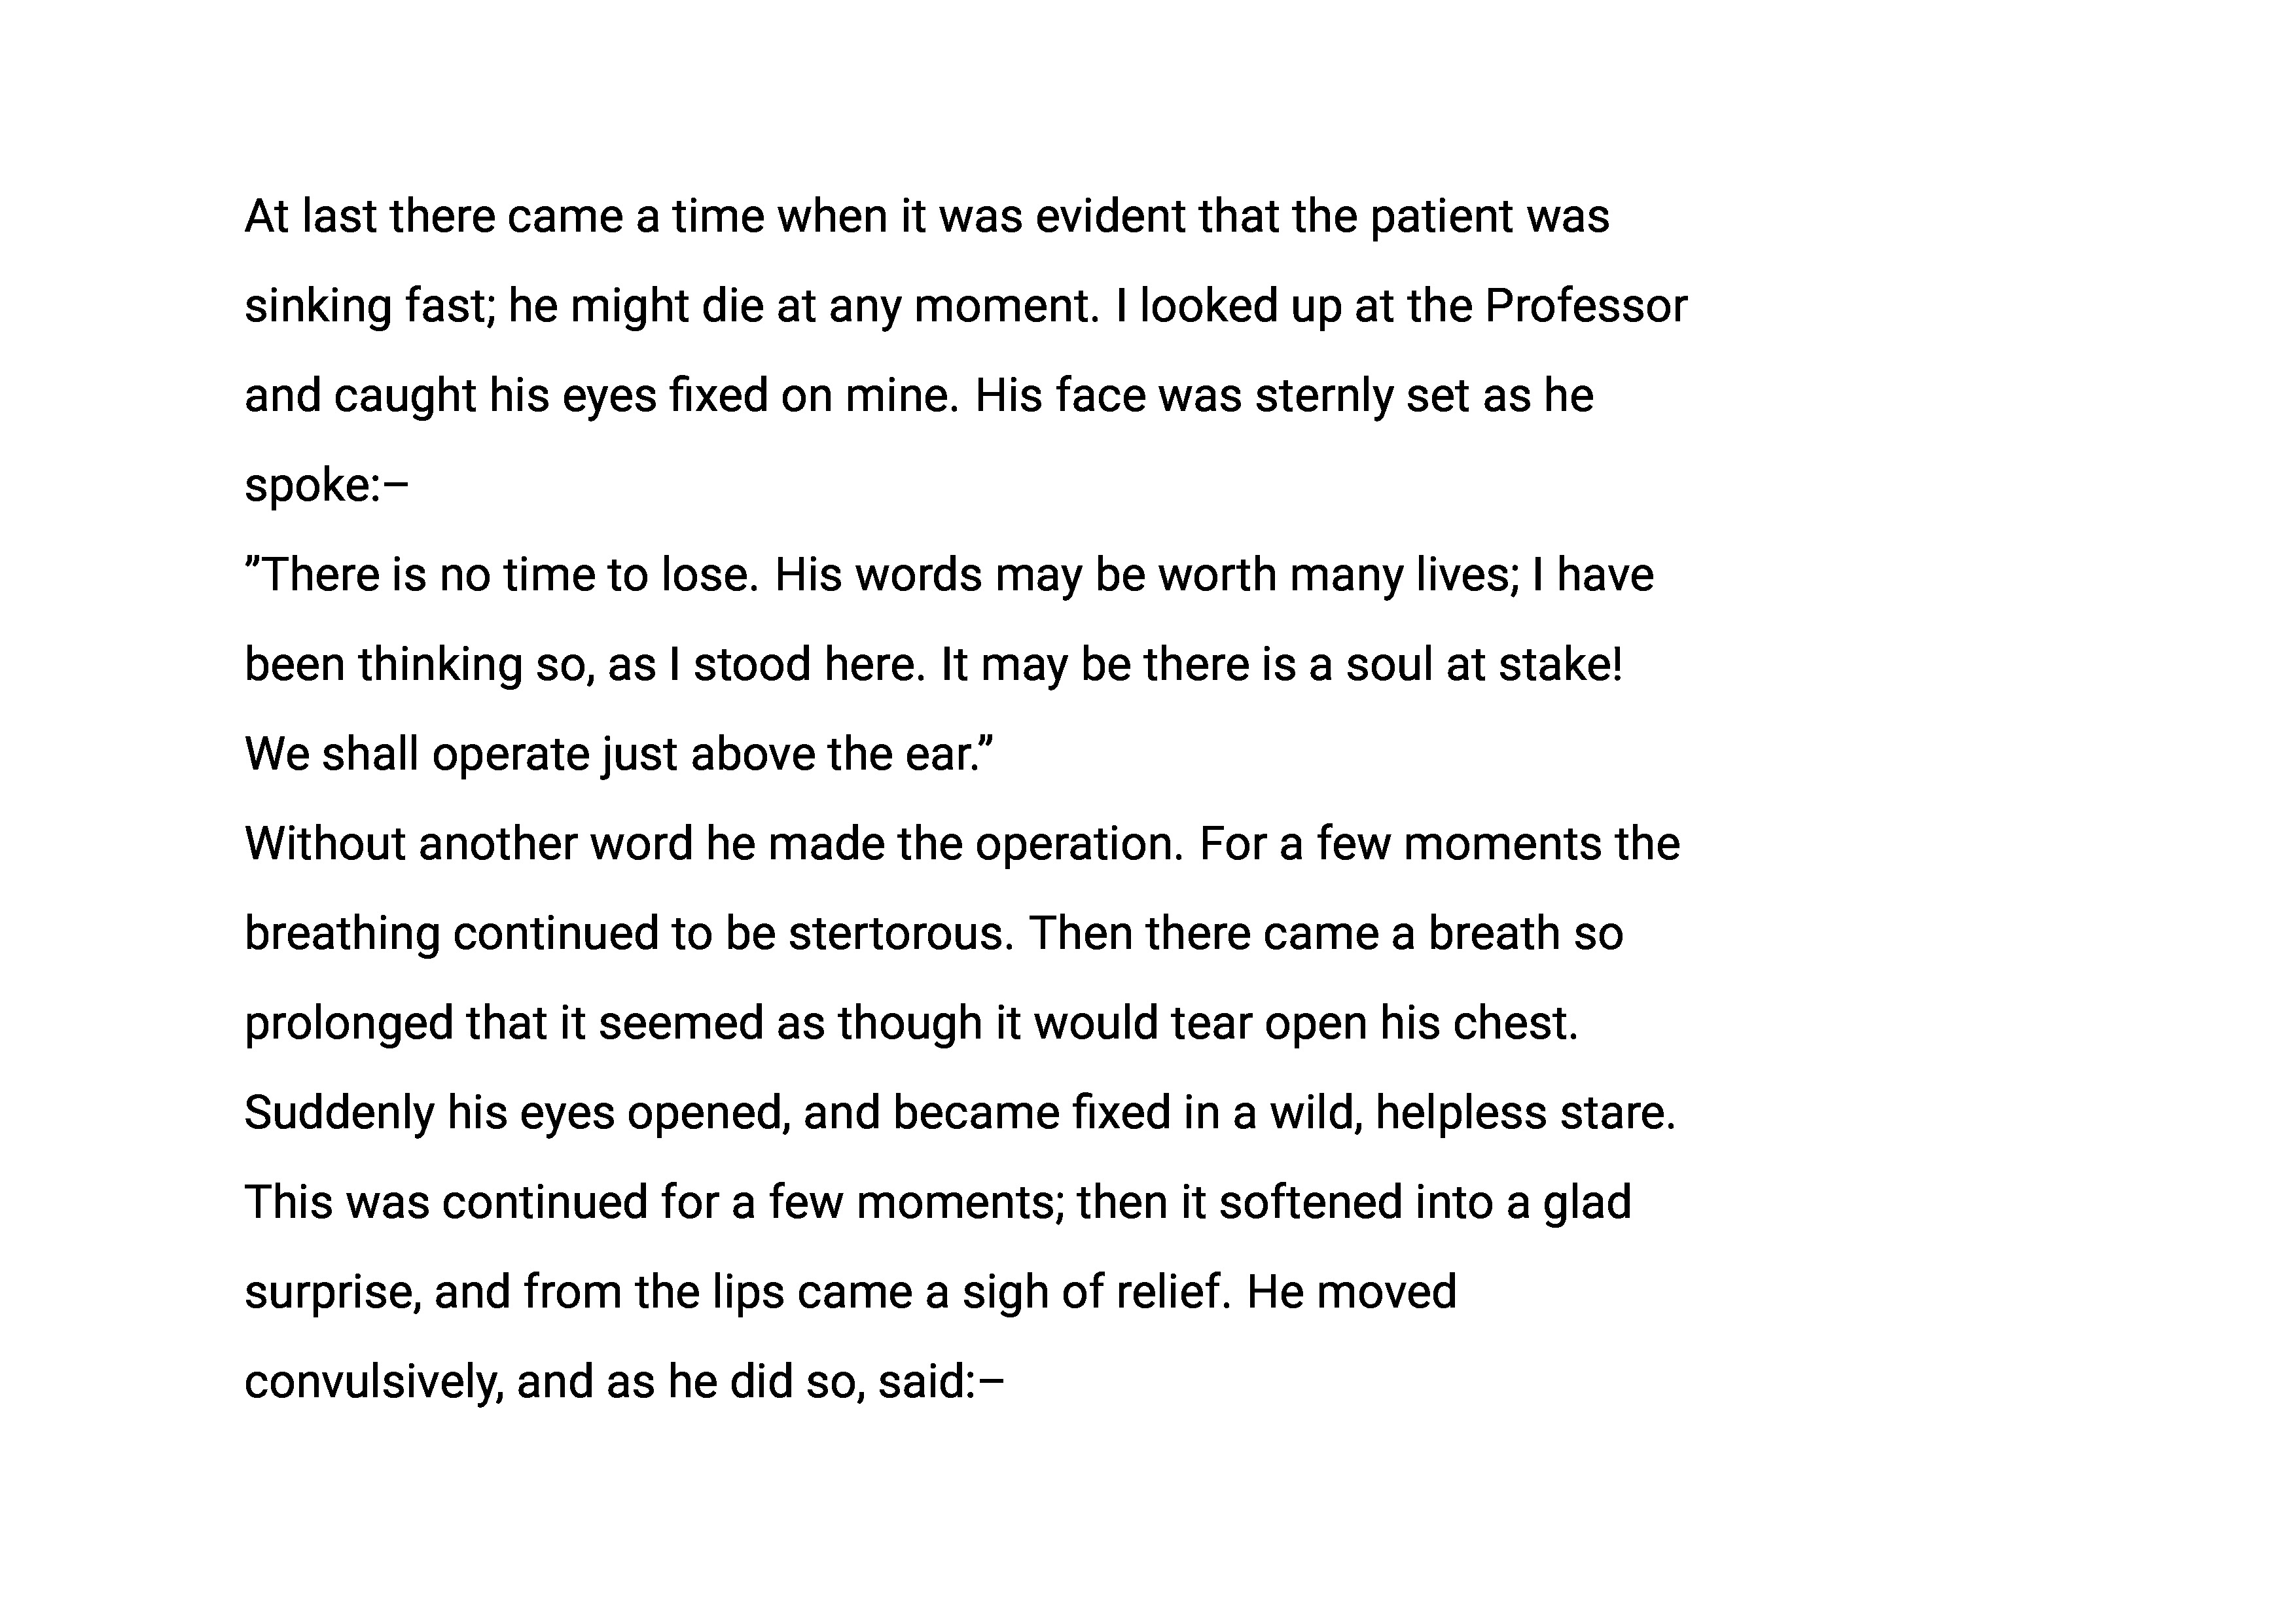 At last there came a time when it was evident that the patient was
sinking fast; he might die at any moment. I looked up at the Professor
and caught his eyes fixed on mine. His face was sternly set as he
spoke:–
”There is no time to lose. His words may be worth many lives; I have
been thinking so, as I stood here. It may be there is a soul at stake!
We shall operate just above the ear.”
Without another word he made the operation. For a few moments the
breathing continued to be stertorous. Then there came a breath so
prolonged that it seemed as though it would tear open his chest.
Suddenly his eyes opened, and became fixed in a wild, helpless stare.
This was continued for a few moments; then it softened into a glad
surprise, and from the lips came a sigh of relief. He moved
convulsively, and as he did so, said:–